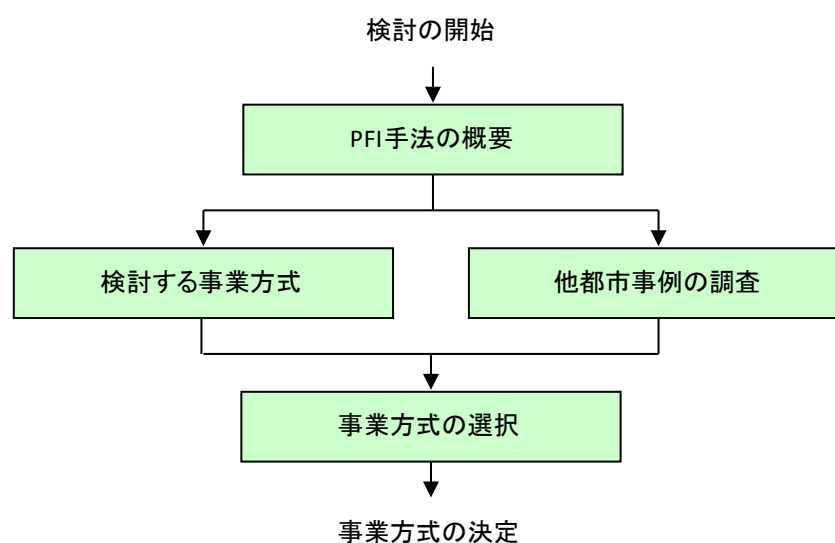 検討の開始
PFI手法の概要
検討する事業方式
他都市事例の調査
事業方式の選択
事業方式の決定